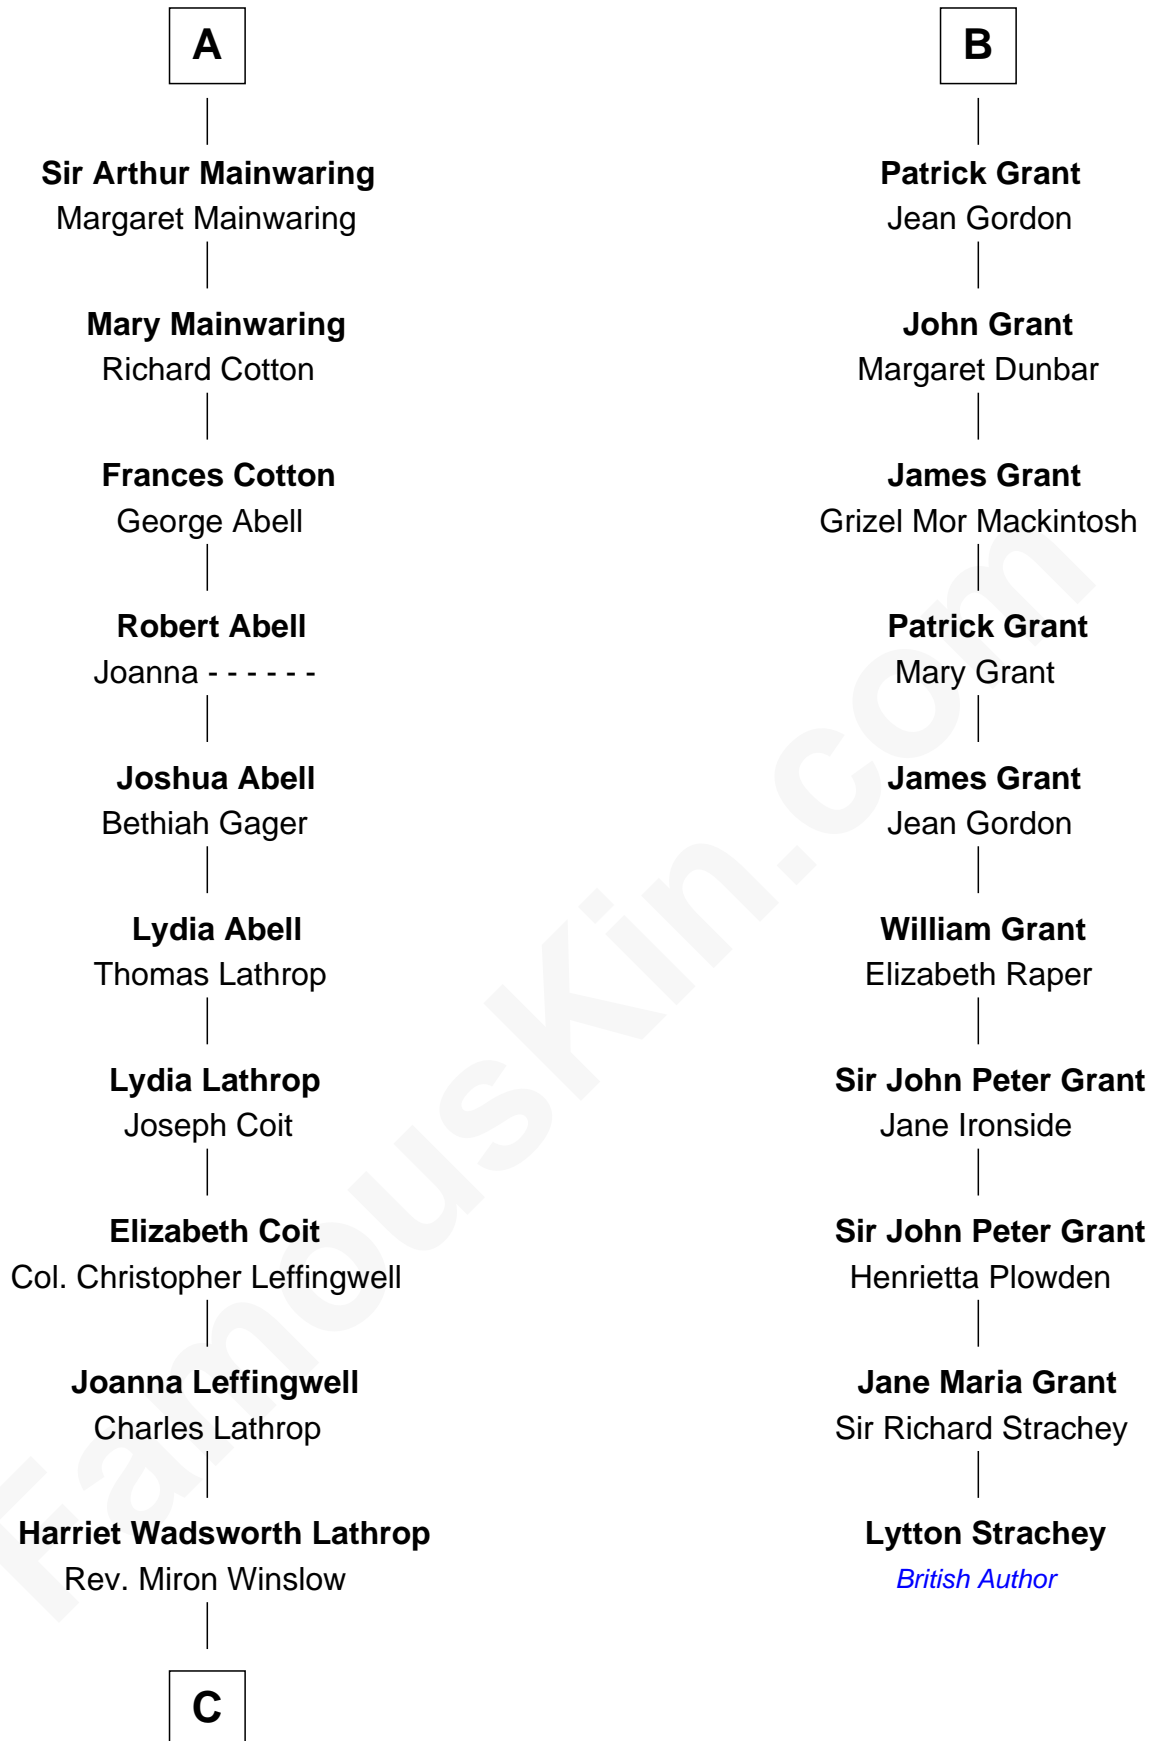 A
Sir Arthur Mainwaring
Margaret Mainwaring
Mary Mainwaring
Richard Cotton
Frances Cotton
George Abell
Robert Abell
Joanna - - - - - -
Joshua Abell
Bethiah Gager
Lydia Abell
Thomas Lathrop
Lydia Lathrop
Joseph Coit
Elizabeth Coit
Col. Christopher Leffingwell
Joanna Leffingwell
Charles Lathrop
Harriet Wadsworth Lathrop
Rev. Miron Winslow
C
B
Patrick Grant
Jean Gordon
John Grant
Margaret Dunbar
James Grant
Grizel Mor Mackintosh
Patrick Grant
Mary Grant
James Grant
Jean Gordon
William Grant
Elizabeth Raper
Sir John Peter Grant
Jane Ironside
Sir John Peter Grant
Henrietta Plowden
Jane Maria Grant
Sir Richard Strachey
Lytton Strachey
British Author
FamousKin.com